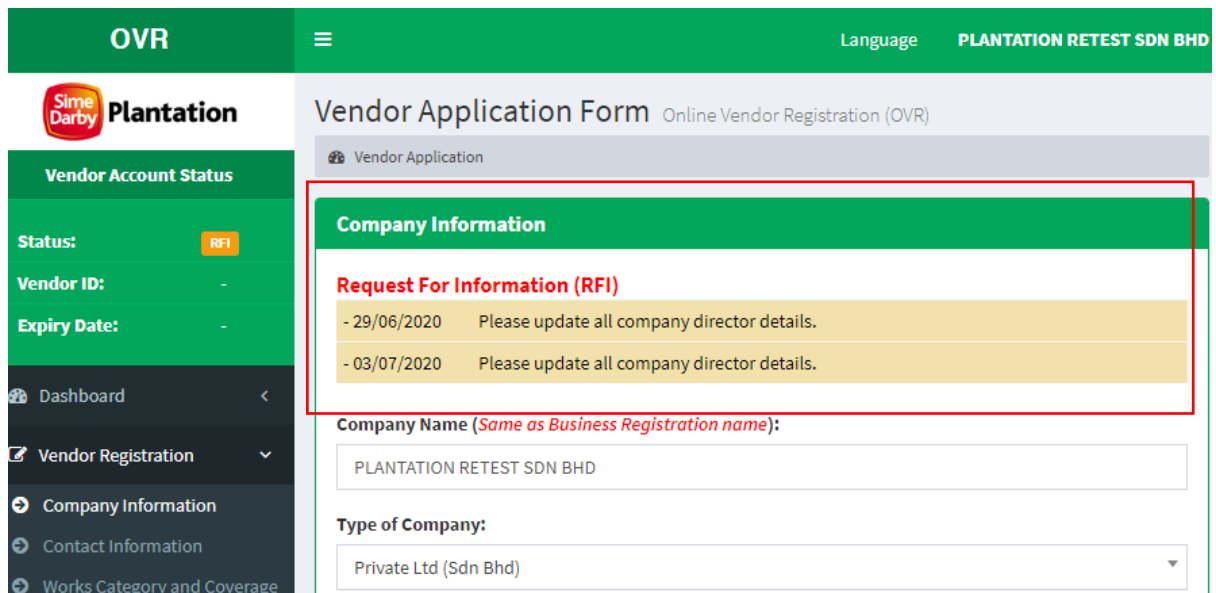 OVR
Language PLANTATION RETEST SDN BHD
Sime Darby Plantation
Vendor Account Status
Status: RFI
Vendor ID: -
Expiry Date: -
Dashboard
Vendor Registration
Company Information
Contact Information
Works Category and Coverage
Vendor Application Form Online Vendor Registration (OVR)
Vendor Application
Company Information
Request For Information (RFI)
- 29/06/2020 Please update all company director details.
- 03/07/2020 Please update all company director details.
Company Name (Same as Business Registration name):
PLANTATION RETEST SDN BHD
Type of Company:
Private Ltd (Sdn Bhd)